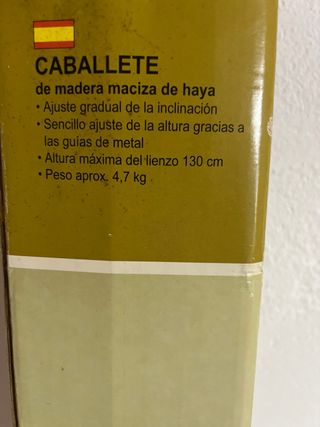 CABALLETE
de madera maciza de haya
• Ajuste gradual de la inclinación
• Sencillo ajuste de la altura gracias a
las guías de metal
• Altura máxima del lienzo 130 cm
• Peso aprox. 4,7 kg